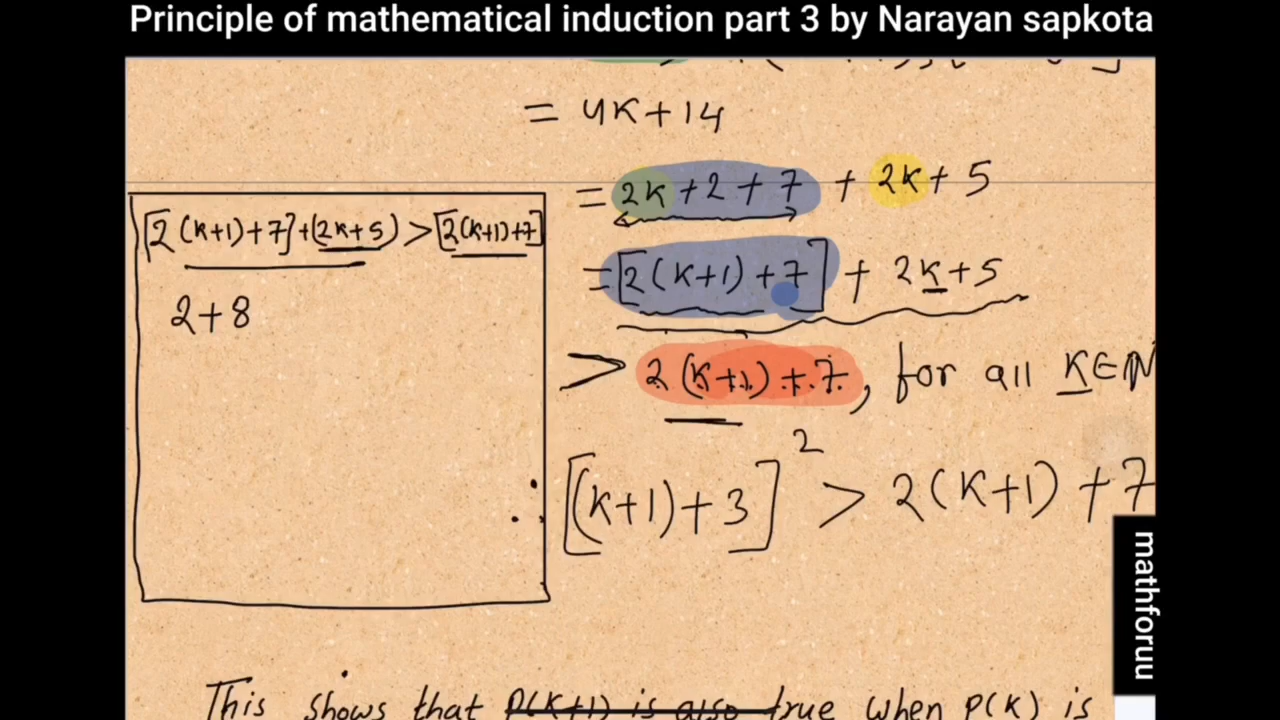 Principle of mathematical induction part 3 by Narayan sapkota
= 4K+14
= 2K+2+7 + 2K+5
[2(K+1)+7]+(2K+5)>[2(K+1)+7]
= [2(K+1)+7] + 2K+5
2+8
> 2(K+1)+7, for all K∈N
∴ [(K+1)+3]² > 2(K+1)+7
mathforuu
This shows that P(K+1) is also true when P(K) is